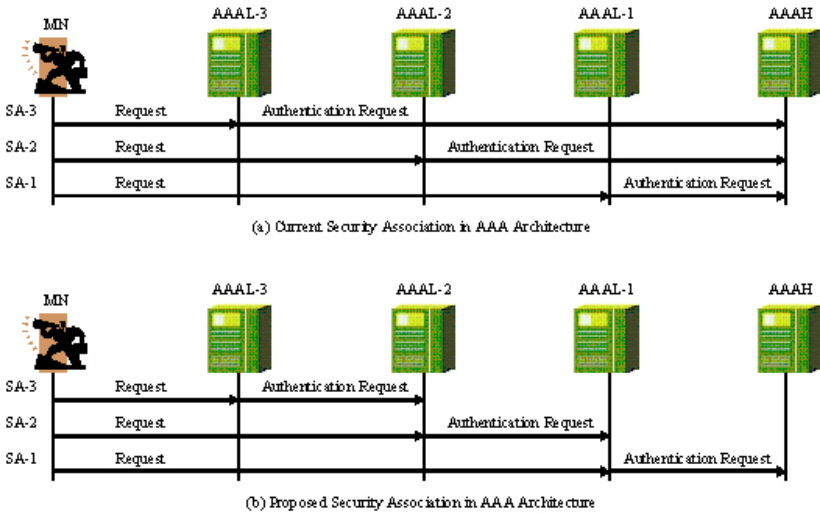 MN AAAL-3 AAAL-2 AAAL-1 AAAH
SA-3 Request Authentication Request
SA-2 Request Authentication Request
SA-1 Request Authentication Request
(a) Current Security Association in AAA Architecture
MN AAAL-3 AAAL-2 AAAL-1 AAAH
SA-3 Request Authentication Request
SA-2 Request Authentication Request
SA-1 Request Authentication Request
(b) Proposed Security Association in AAA Architecture